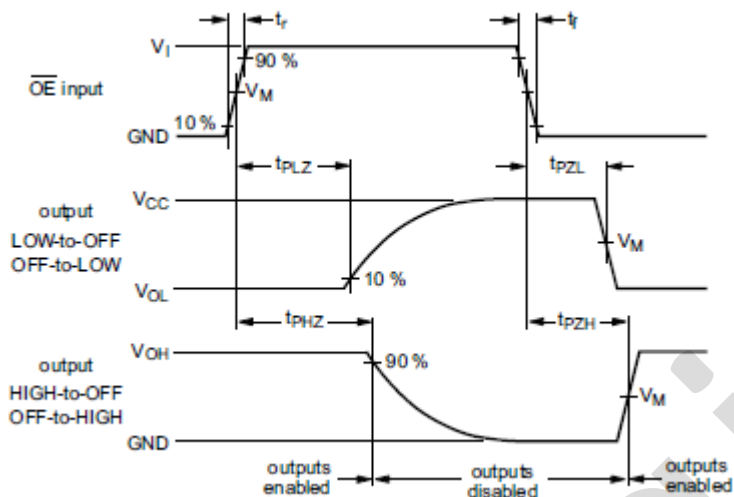 tr
tf
VI
90 %
OE input
VM
10 %
GND
tPLZ
tPZL
VCC
output
LOW-to-OFF
OFF-to-LOW
VM
10 %
VOL
tPHZ
tPZH
VOH
output
HIGH-to-OFF
OFF-to-HIGH
90 %
VM
GND
outputs
enabled
outputs
disabled
outputs
enabled